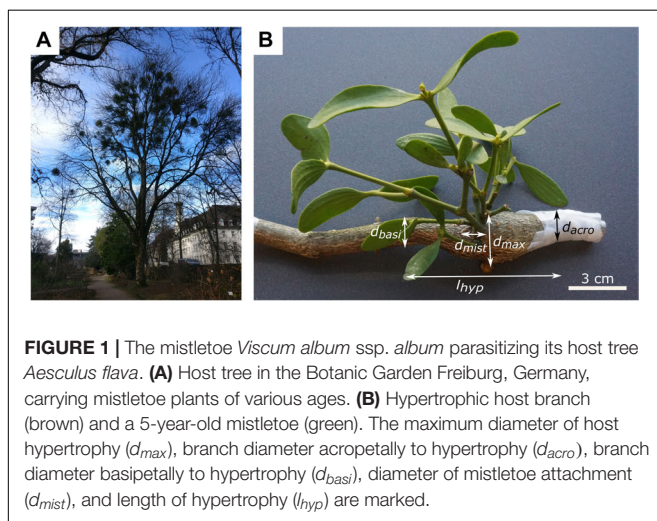 A
B
d_basi
d_mist
d_max
d_acro
l_hyp
3 cm
FIGURE 1 | The mistletoe Viscum album ssp. album parasitizing its host tree
Aesculus flava. (A) Host tree in the Botanic Garden Freiburg, Germany,
carrying mistletoe plants of various ages. (B) Hypertrophic host branch
(brown) and a 5-year-old mistletoe (green). The maximum diameter of host
hypertrophy (d_max), branch diameter acropetally to hypertrophy (d_acro), branch
diameter basipetally to hypertrophy (d_basi), diameter of mistletoe attachment
(d_mist), and length of hypertrophy (l_hyp) are marked.